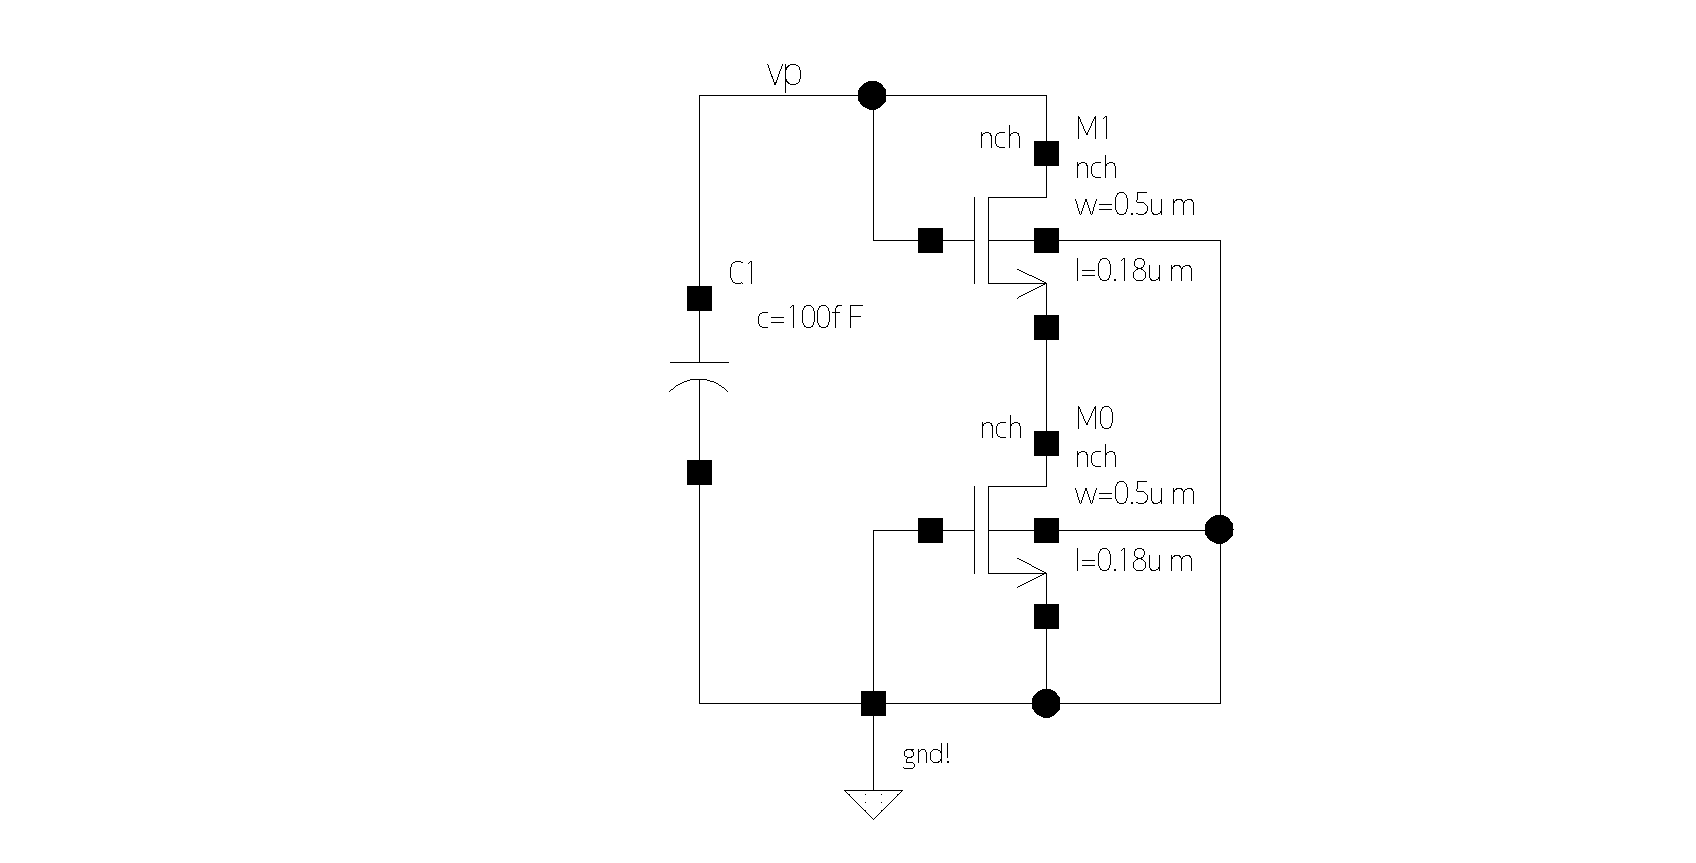 vp
nch
M1
nch
w=0.5u m
l=0.18u m
C1
c=100f F
nch
M0
nch
w=0.5u m
l=0.18u m
gnd!